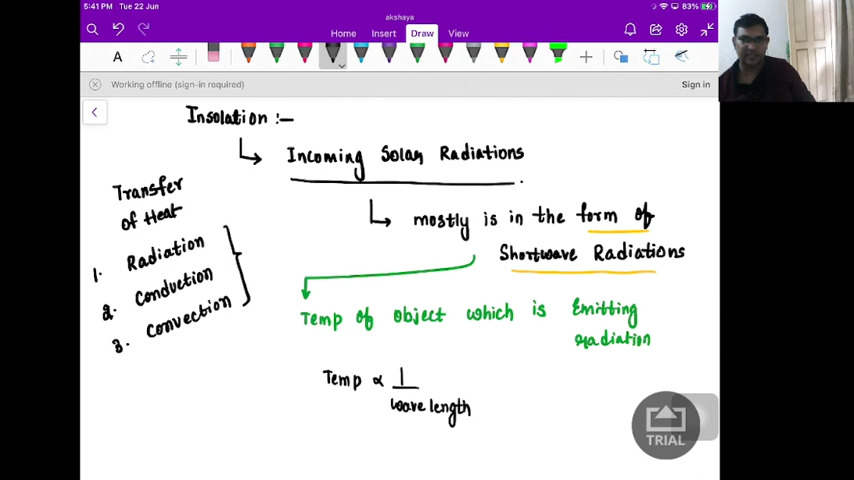 5:41 PM Tue 22 Jun
83%
akshaya
Home Insert Draw View
A
Working offline (sign-in required)
Sign in
Insolation :-
Incoming Solar Radiations
Transfer
of Heat
1. Radiation
2. Conduction
3. Convection
mostly is in the form of
Shortwave Radiations
Temp of object which is Emitting
radiation
Temp ∝ 1
wave length
TRIAL